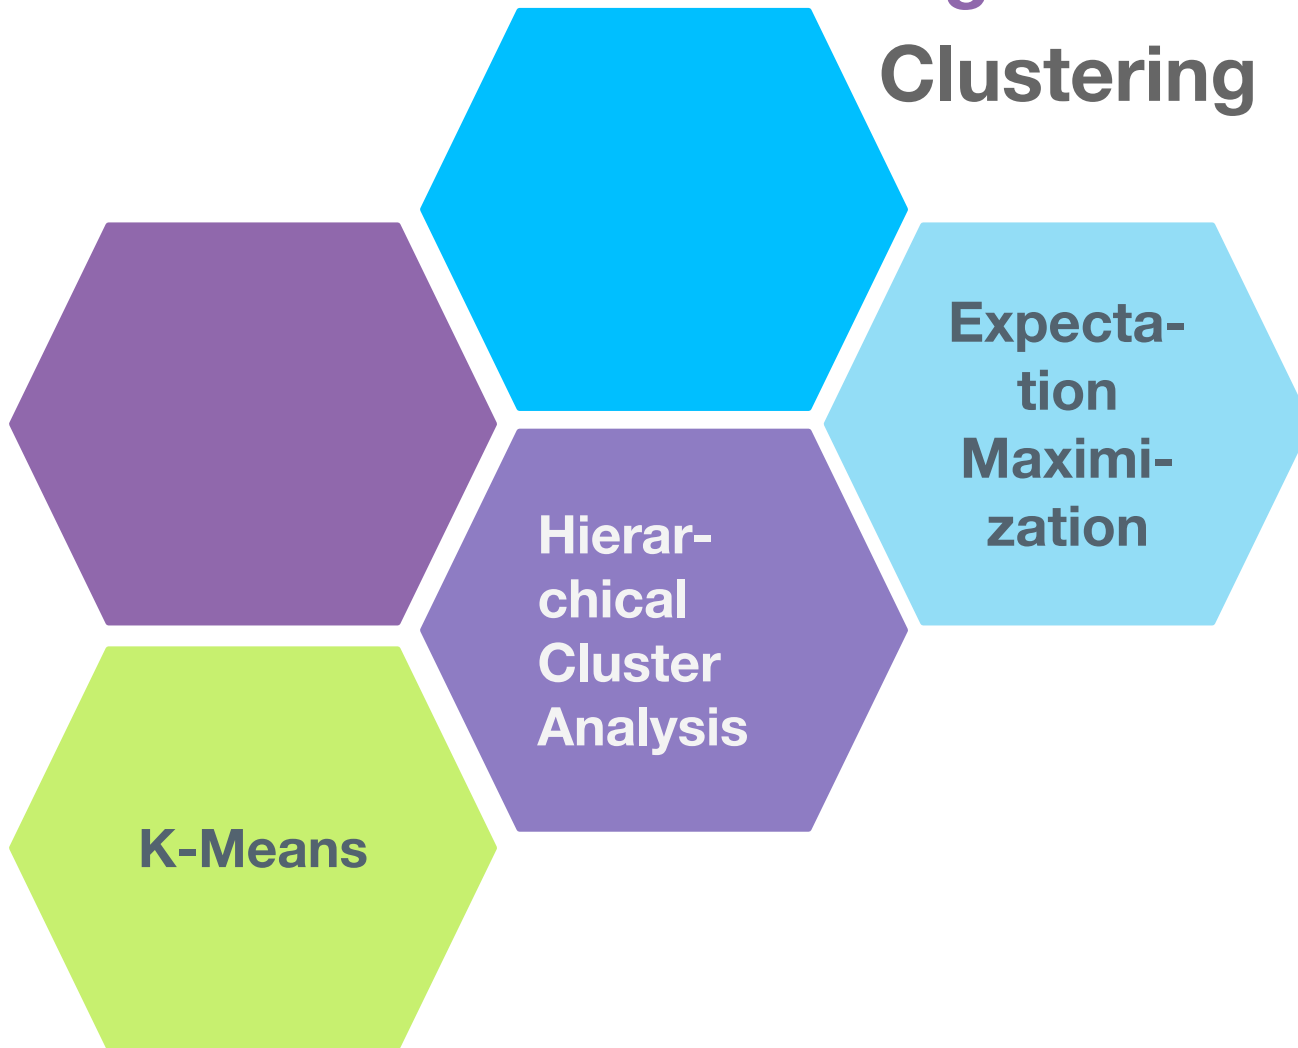 Clustering
Expecta-
tion
Maximi-
zation
Hierar-
chical
Cluster
Analysis
K-Means